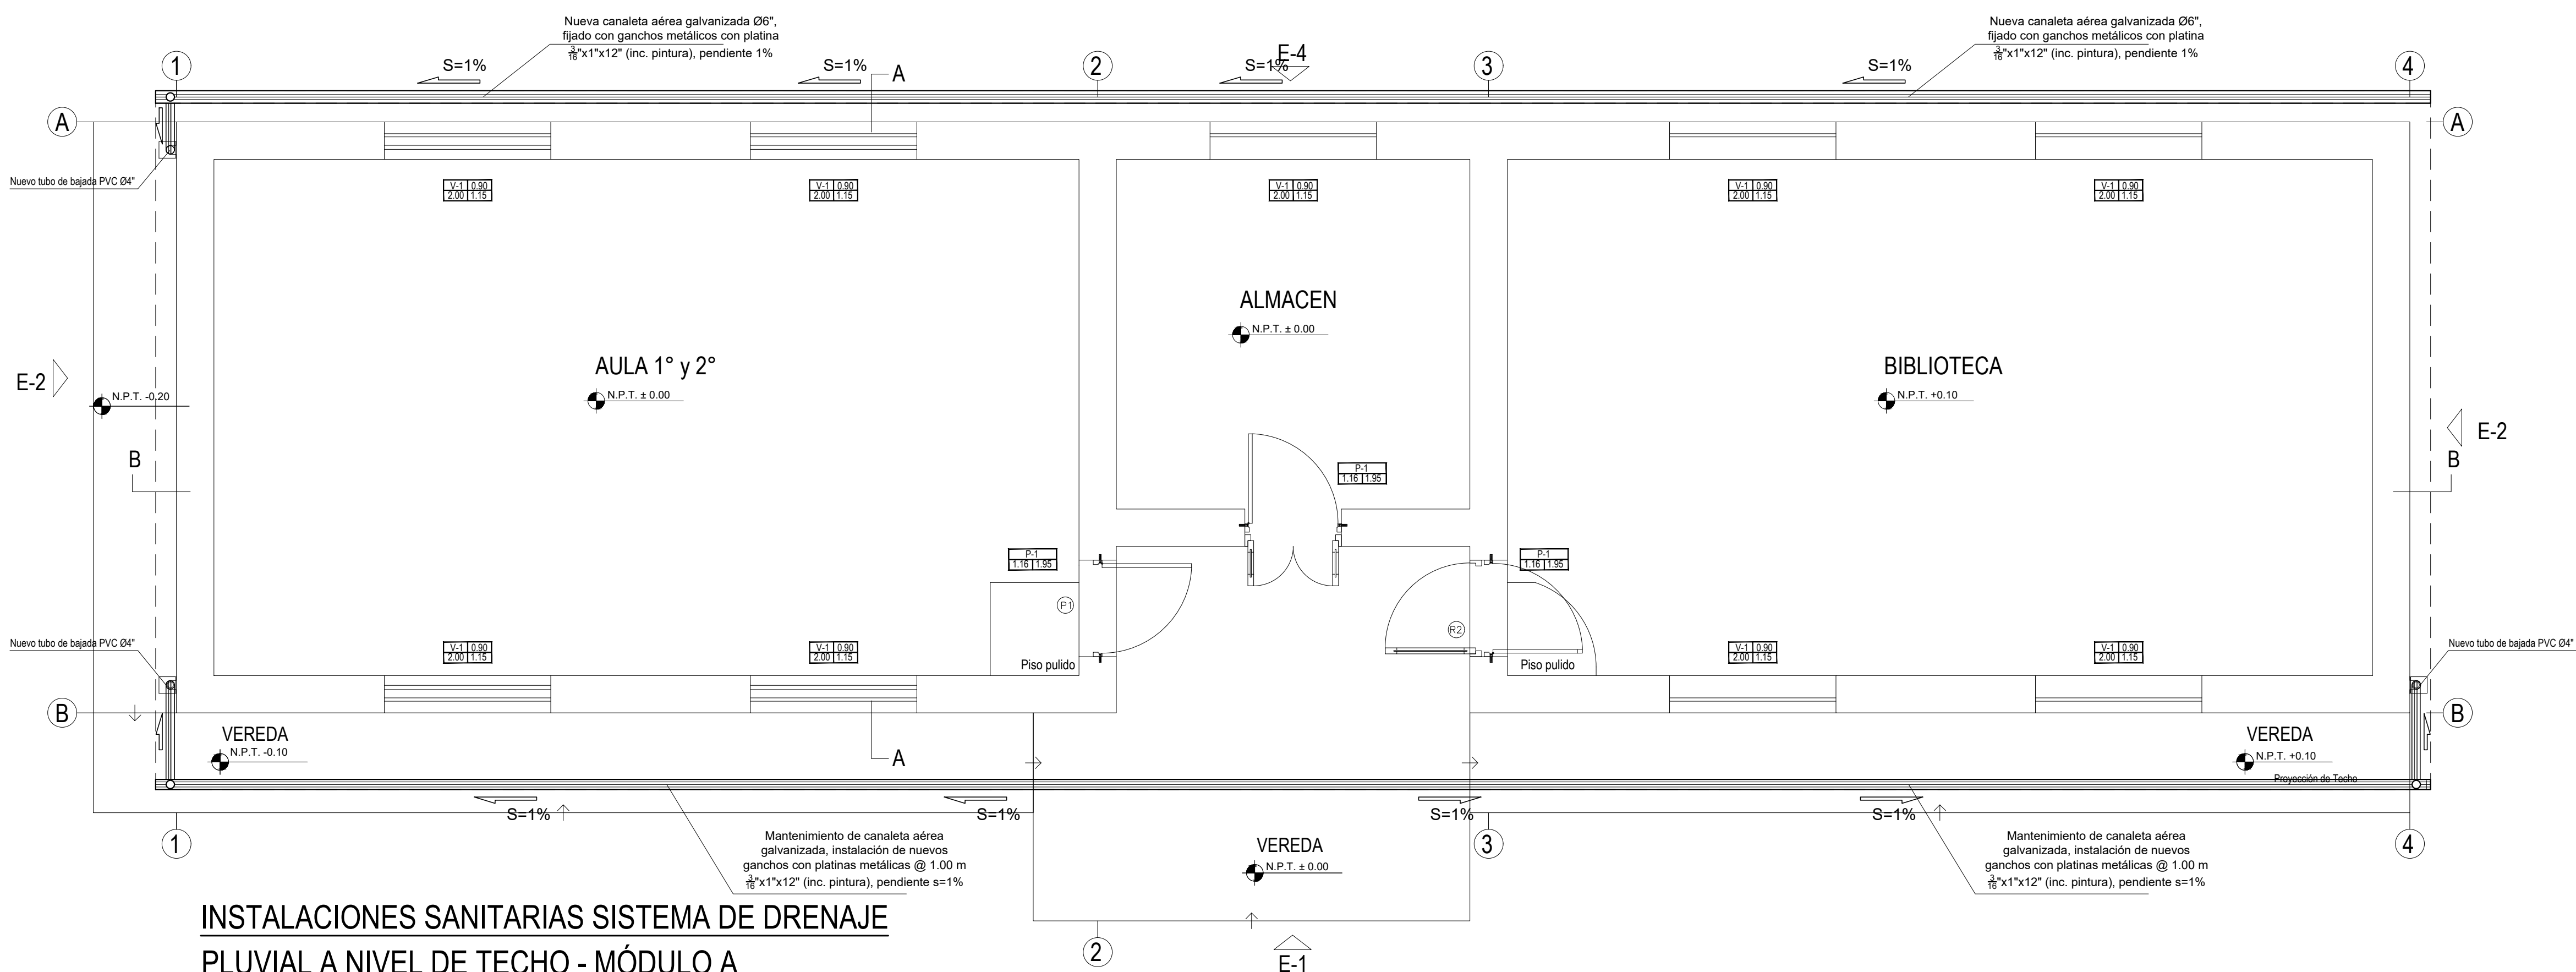 Nueva canaleta aérea galvanizada Ø6",
fijado con ganchos metálicos con platina
3/16"x1"x12" (inc. pintura), pendiente 1%
Nueva canaleta aérea galvanizada Ø6",
fijado con ganchos metálicos con platina
3/16"x1"x12" (inc. pintura), pendiente 1%
E-4
1
S=1%
S=1%
A
2
S=1%
3
S=1%
4
A
A
Nuevo tubo de bajada PVC Ø4"
V-1 0.90
2.00 1.15
V-1 0.90
2.00 1.15
V-1 0.90
2.00 1.15
V-1 0.90
2.00 1.15
V-1 0.90
2.00 1.15
ALMACEN
N.P.T. ± 0.00
AULA 1° y 2°
N.P.T. ± 0.00
BIBLIOTECA
N.P.T. +0.10
E-2
N.P.T. -0.20
E-2
B
B
P-1
1.16 1.95
P-1
1.16 1.95
P-1
1.16 1.95
P1
R2
Nuevo tubo de bajada PVC Ø4"
V-1 0.90
2.00 1.15
V-1 0.90
2.00 1.15
Piso pulido
Piso pulido
V-1 0.90
2.00 1.15
V-1 0.90
2.00 1.15
Nuevo tubo de bajada PVC Ø4"
B
B
VEREDA
N.P.T. -0.10
A
VEREDA
N.P.T. +0.10
Proyección de Techo
S=1%
S=1%
S=1%
S=1%
1
Mantenimiento de canaleta aérea
galvanizada, instalación de nuevos
ganchos con platinas metálicas @ 1.00 m
3/16"x1"x12" (inc. pintura), pendiente s=1%
VEREDA
N.P.T. ± 0.00
3
Mantenimiento de canaleta aérea
galvanizada, instalación de nuevos
ganchos con platinas metálicas @ 1.00 m
3/16"x1"x12" (inc. pintura), pendiente s=1%
4
INSTALACIONES SANITARIAS SISTEMA DE DRENAJE
PLUVIAL A NIVEL DE TECHO - MÓDULO A
2
E-1